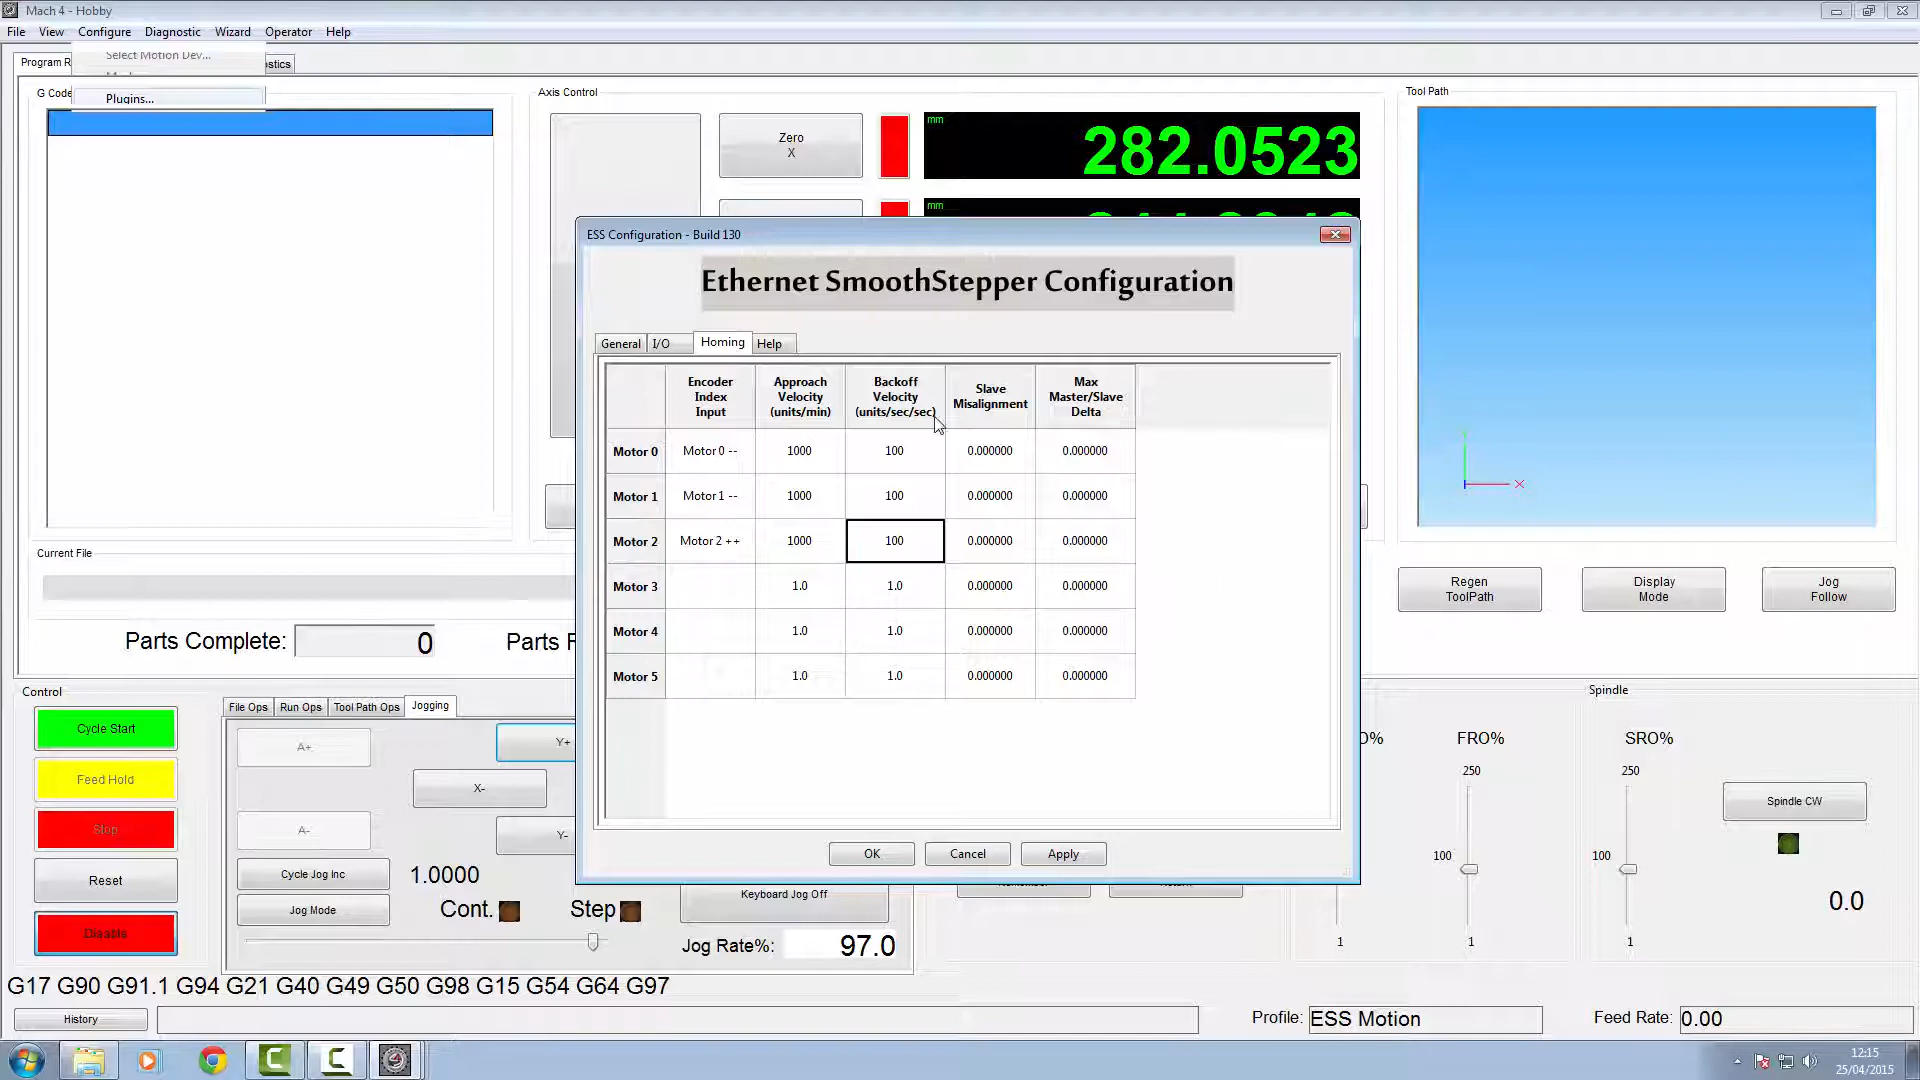 Mach 4 - Hobby
File View Configure Diagnostic Wizard Operator Help
Select Motion Dev...
Program R
stics
Plugins...
G Code
Axis Control
Tool Path
Zero
X
mm
282.0523
mm
ESS Configuration - Build 130
Ethernet SmoothStepper Configuration
General I/O Homing Help
Encoder Index Input
Approach Velocity (units/min)
Backoff Velocity (units/sec/sec)
Slave Misalignment
Max Master/Slave Delta
Motor 0 Motor 0 -- 1000 100 0.000000 0.000000
Motor 1 Motor 1 -- 1000 100 0.000000 0.000000
Motor 2 Motor 2 ++ 1000 100 0.000000 0.000000
Motor 3 1.0 1.0 0.000000 0.000000
Motor 4 1.0 1.0 0.000000 0.000000
Motor 5 1.0 1.0 0.000000 0.000000
OK Cancel Apply
X
Current File
Regen ToolPath
Display Mode
Jog Follow
Parts Complete: 0
Parts
Control
Cycle Start
Feed Hold
Stop
Reset
Disable
File Ops Run Ops Tool Path Ops Jogging
A+
Y+
X-
A-
Y-
Cycle Jog Inc
1.0000
Jog Mode
Cont.
Step
Keyboard Jog Off
Jog Rate%: 97.0
FRO%
250
100
1
1
Spindle
SRO%
250
100
1
Spindle CW
0.0
G17 G90 G91.1 G94 G21 G40 G49 G50 G98 G15 G54 G64 G97
History
Profile: ESS Motion
Feed Rate: 0.00
12:15
25/04/2015